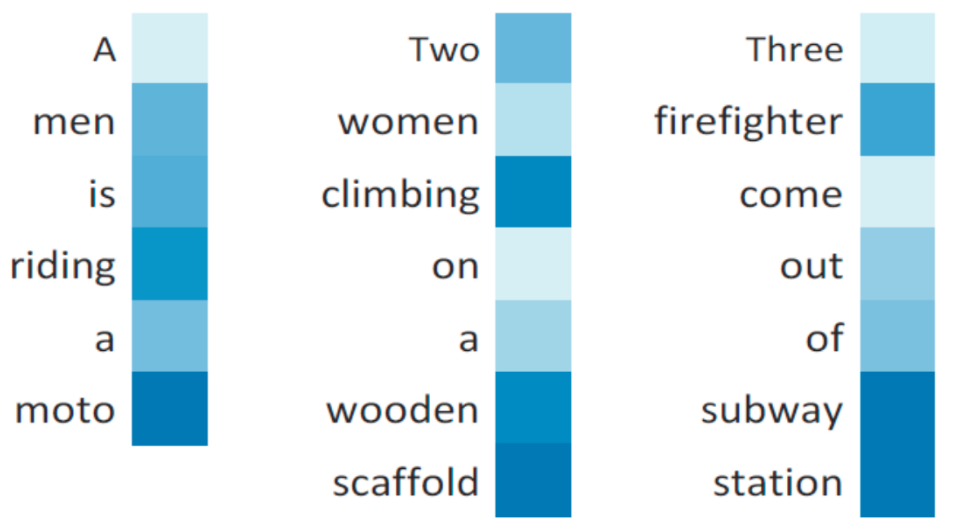 A
men
is
riding
a
moto
Two
women
climbing
on
a
wooden
scaffold
Three
firefighter
come
out
of
subway
station